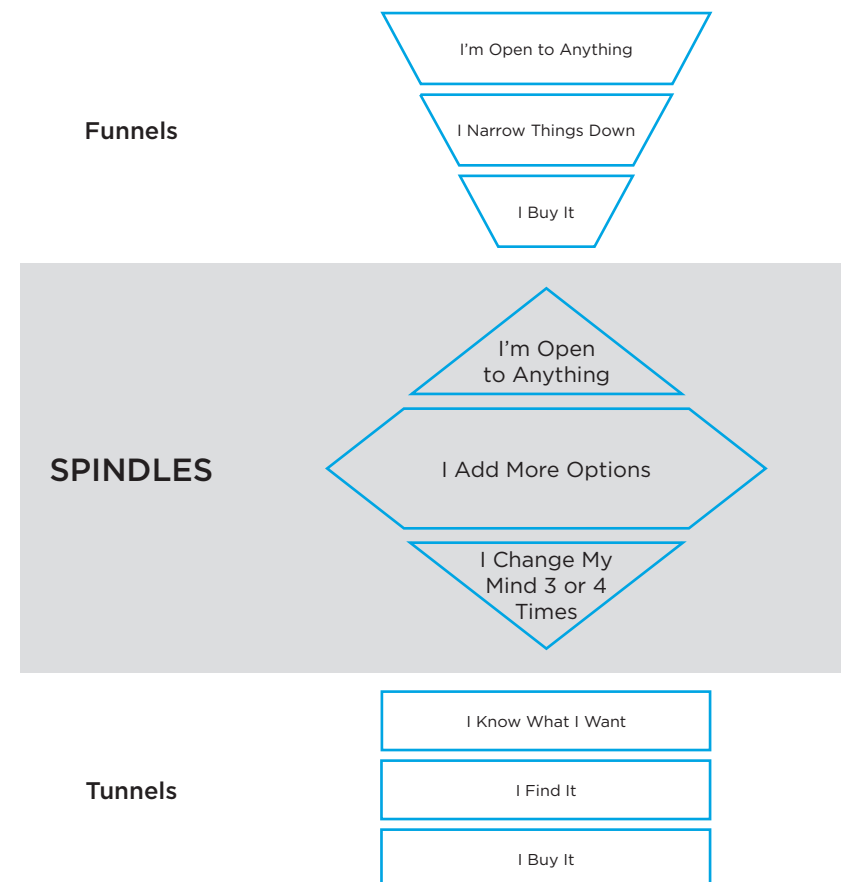 I’m Open to Anything
Funnels
I Narrow Things Down
I Buy It
I’m Open
to Anything
SPINDLES
I Add More Options
I Change My
Mind 3 or 4
Times
I Know What I Want
Tunnels
I Find It
I Buy It